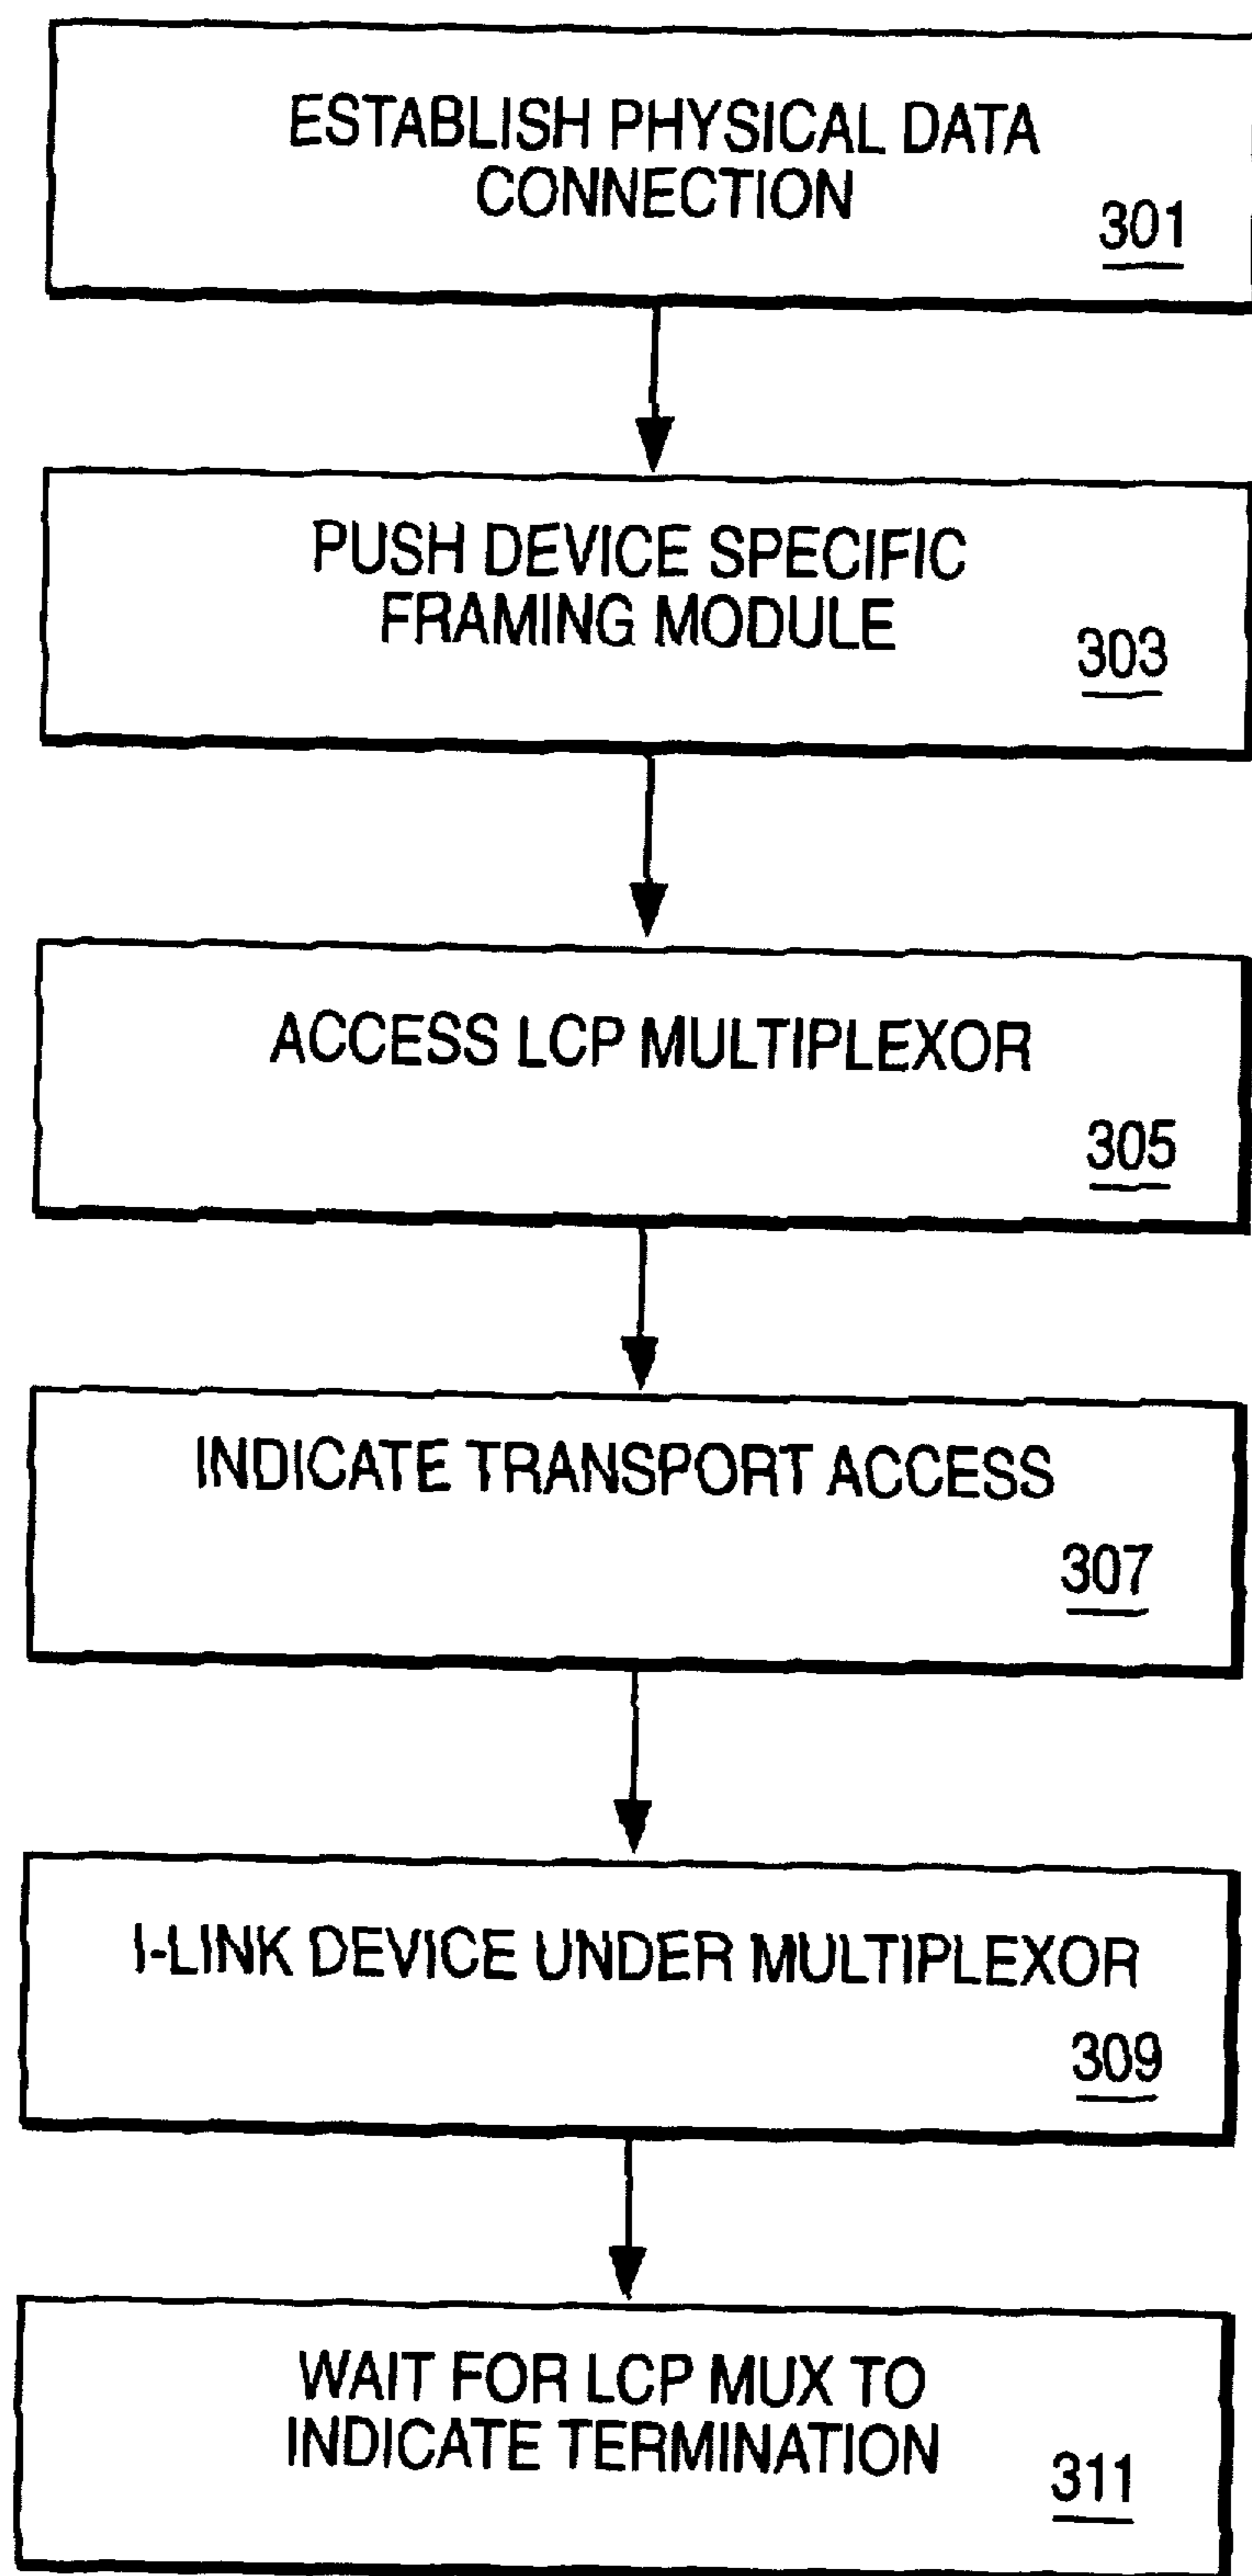 ESTABLISH PHYSICAL DATA
CONNECTION
301
PUSH DEVICE SPECIFIC
FRAMING MODULE
303
ACCESS LCP MULTIPLEXOR
305
INDICATE TRANSPORT ACCESS
307
I-LINK DEVICE UNDER MULTIPLEXOR
309
WAIT FOR LCP MUX TO
INDICATE TERMINATION
311